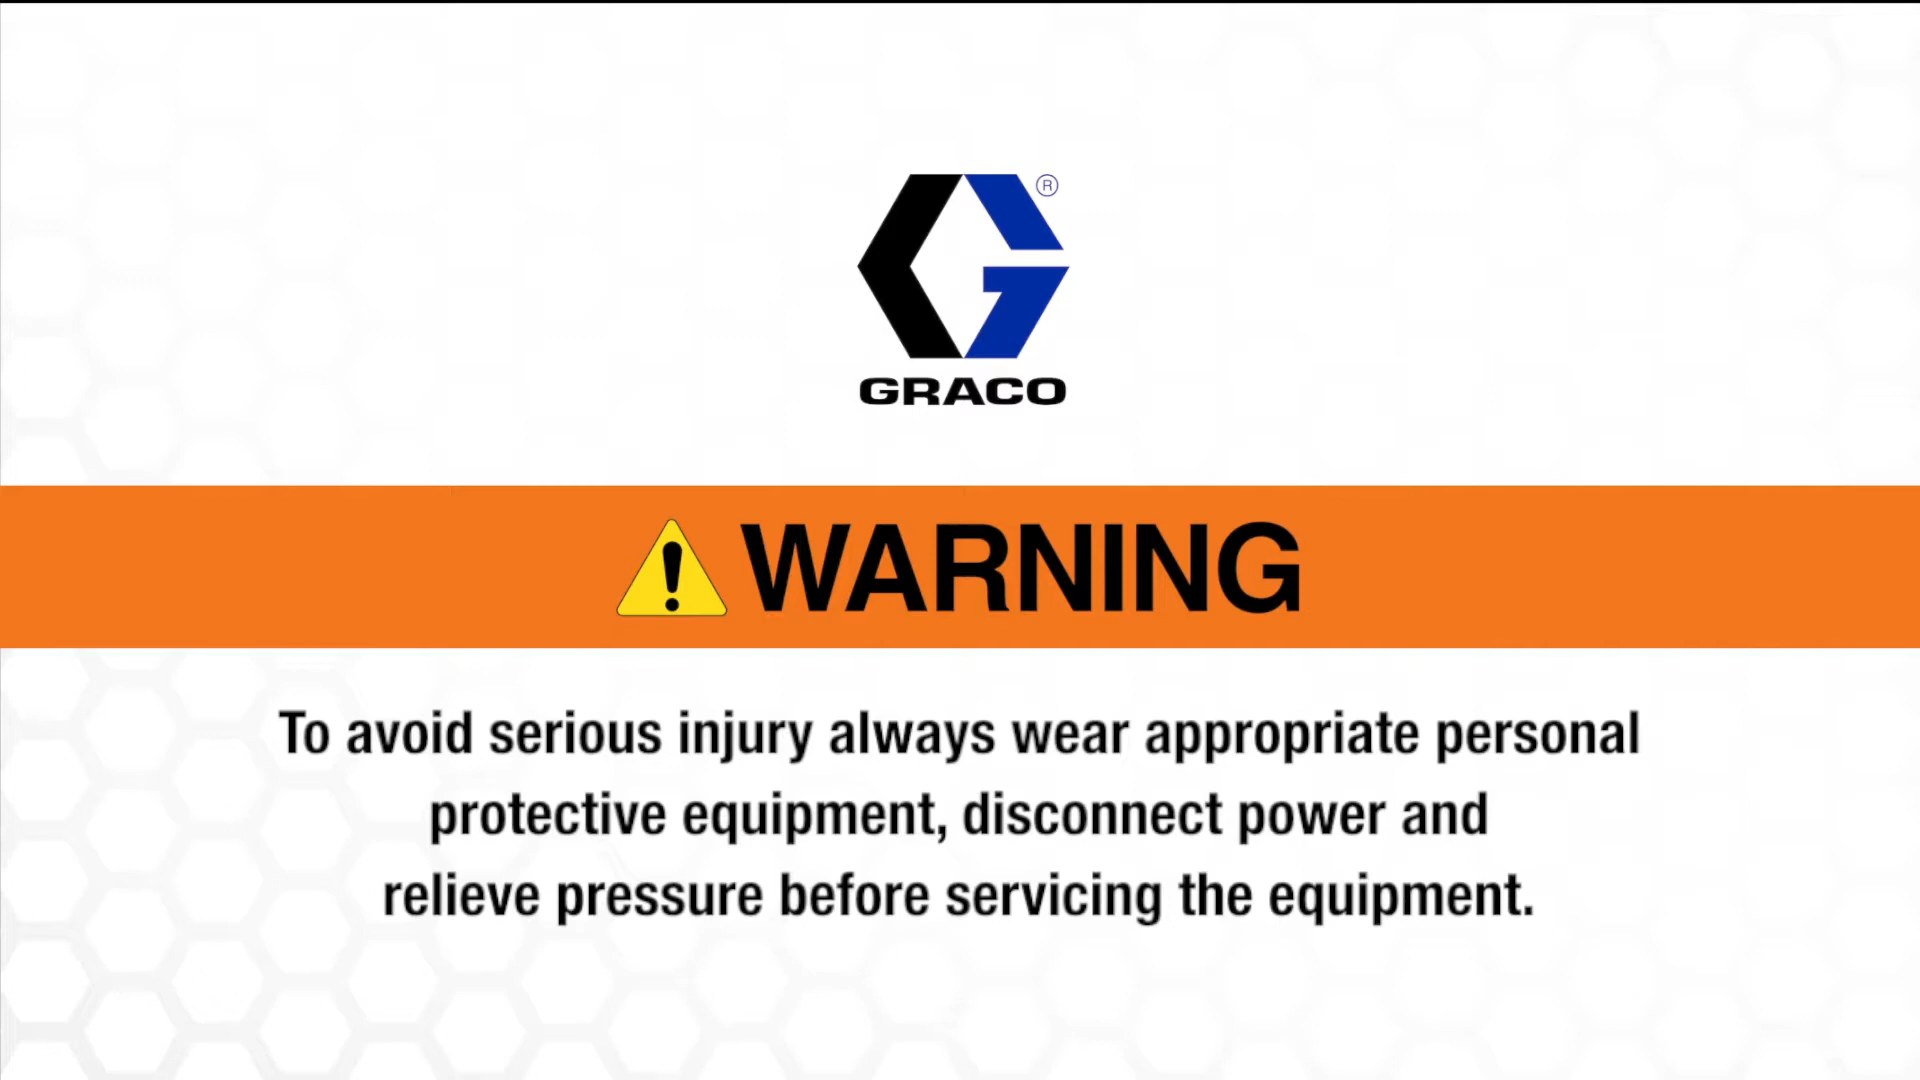 ®
GRACO
WARNING
To avoid serious injury always wear appropriate personal
protective equipment, disconnect power and
relieve pressure before servicing the equipment.